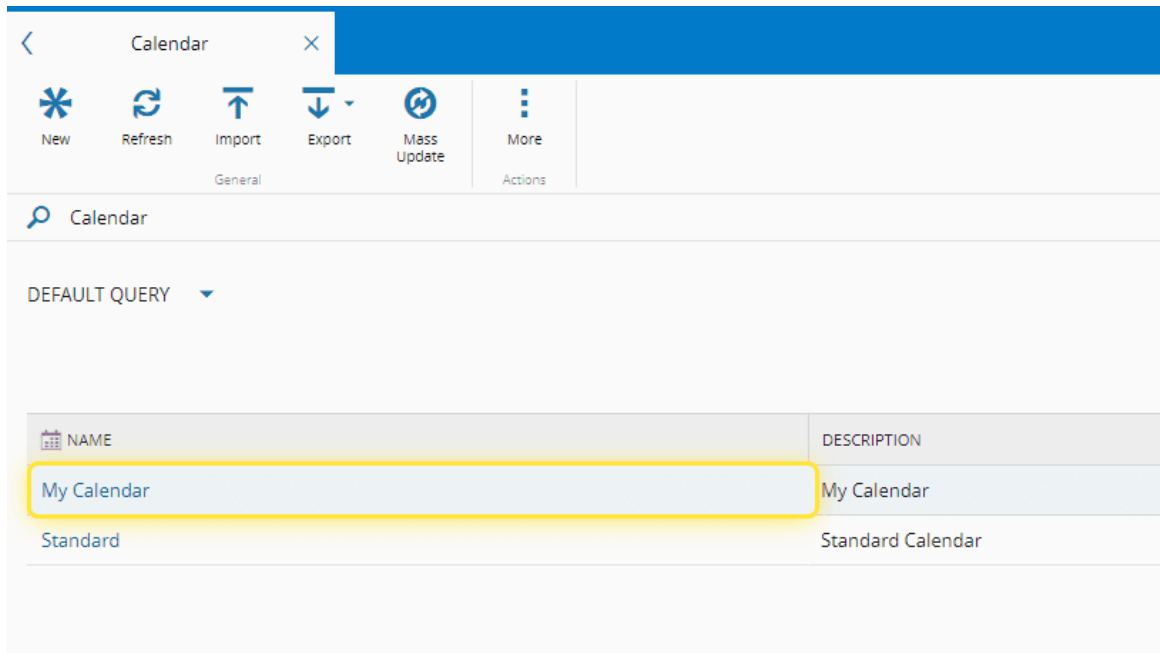 Calendar
New
Refresh
Import
Export
Mass
Update
More
General
Actions
Calendar
DEFAULT QUERY
NAME
DESCRIPTION
My Calendar
My Calendar
Standard
Standard Calendar